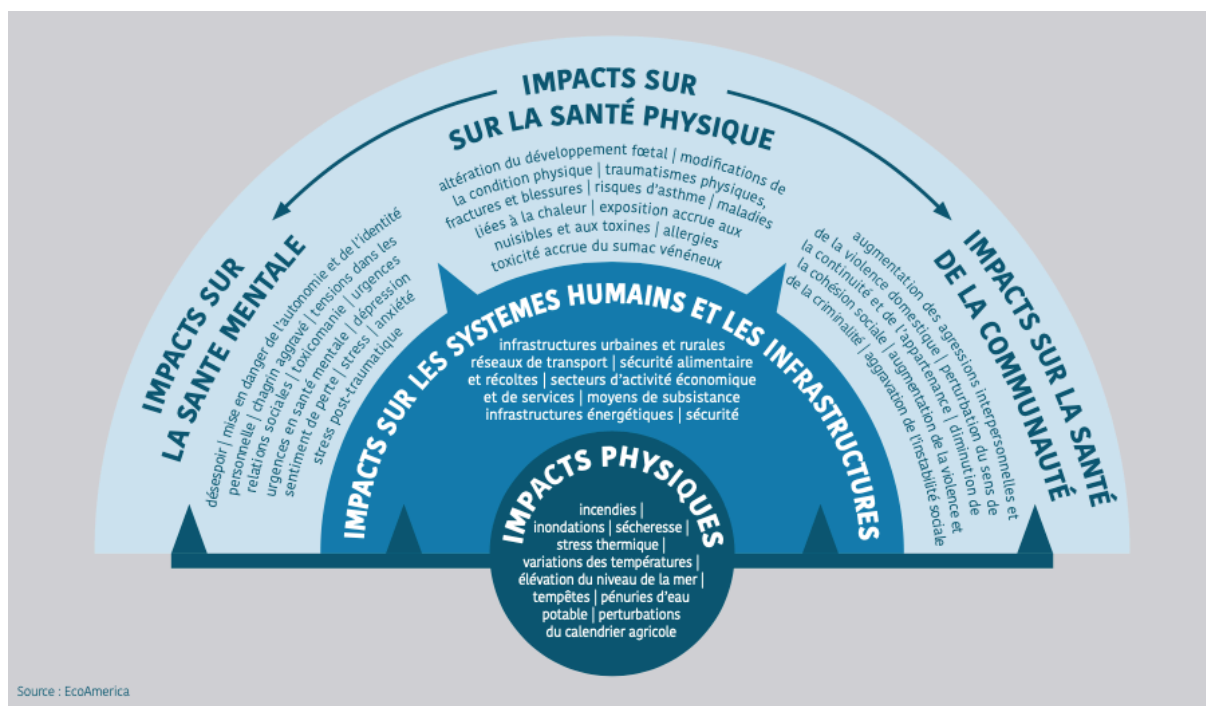 IMPACTS SUR
SUR LA SANTÉ PHYSIQUE
altération du développement fœtal | modifications de
la condition physique | traumatismes physiques,
fractures et blessures | risques d'asthme | maladies
liées à la chaleur | exposition accrue aux
nuisibles et aux toxines | allergies
toxicité accrue du sumac vénéneux
IMPACTS SUR
LA SANTE MENTALE
désespoir | mise en danger de l'autonomie et de l'identité
personnelle | chagrin aggravé | tensions dans les
relations sociales | toxicomanie | urgences
urgences en santé mentale | dépression
sentiment de perte | stress | anxiété
stress post-traumatique
IMPACTS SUR LA SANTÉ
DE LA COMMUNAUTÉ
augmentation des agressions interpersonnelles et
de la violence domestique | perturbation du sens de
la continuité et de l'appartenance | diminution de
la cohésion sociale | augmentation de la violence et
de la criminalité | aggravation de l'instabilité sociale
IMPACTS SUR LES SYSTEMES HUMAINS ET LES INFRASTRUCTURES
infrastructures urbaines et rurales
réseaux de transport | sécurité alimentaire
et récoltes | secteurs d'activité économique
et de services | moyens de subsistance
infrastructures énergétiques | sécurité
IMPACTS PHYSIQUES
incendies |
inondations | sécheresse |
stress thermique |
variations des températures |
élévation du niveau de la mer |
tempêtes | pénuries d'eau
potable | perturbations
du calendrier agricole
Source : EcoAmerica